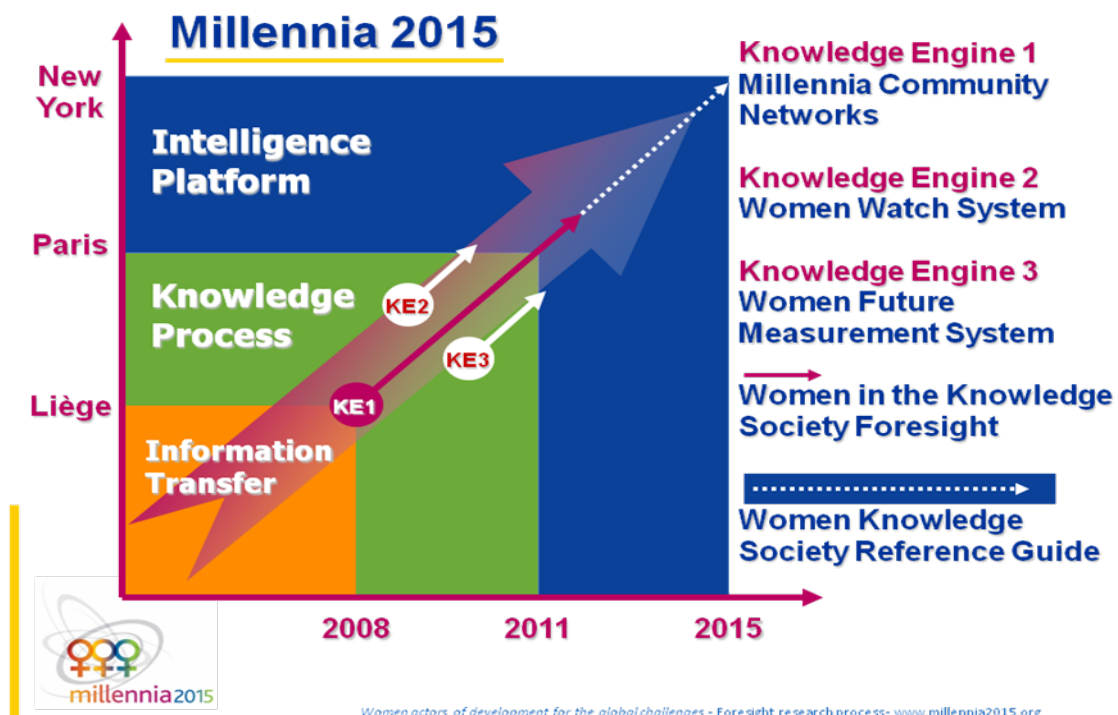 Millennia 2015
New
York
Paris
Liège
Intelligence
Platform
Knowledge
Process
Information
Transfer
KE2
KE3
KE1
2008
2011
2015
Knowledge Engine 1
Millennia Community
Networks
Knowledge Engine 2
Women Watch System
Knowledge Engine 3
Women Future
Measurement System
Women in the Knowledge
Society Foresight
Women Knowledge
Society Reference Guide
millennia2015
Women actors of development for the global challenges - Foresight research process- www.millennia2015.org